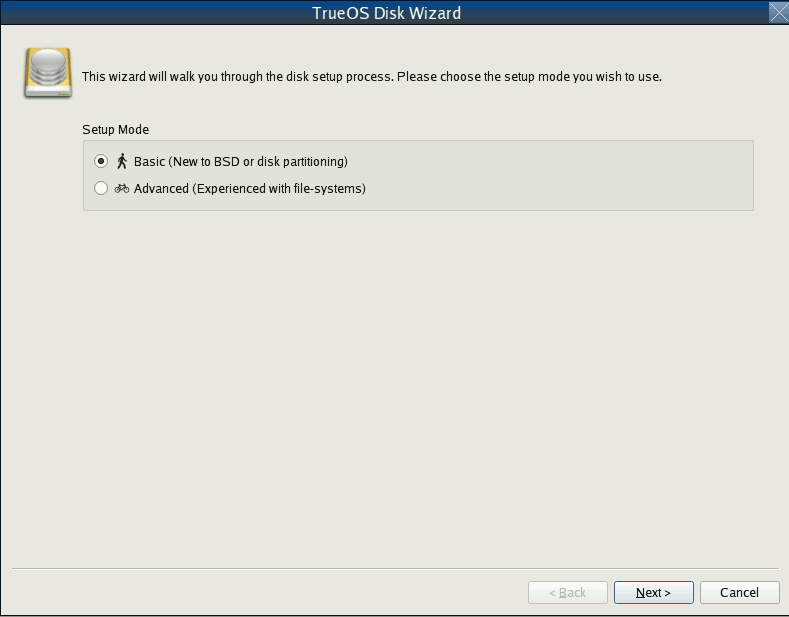 TrueOS Disk Wizard
This wizard will walk you through the disk setup process. Please choose the setup mode you wish to use.
Setup Mode
Basic (New to BSD or disk partitioning)
Advanced (Experienced with file-systems)
< Back Next > Cancel